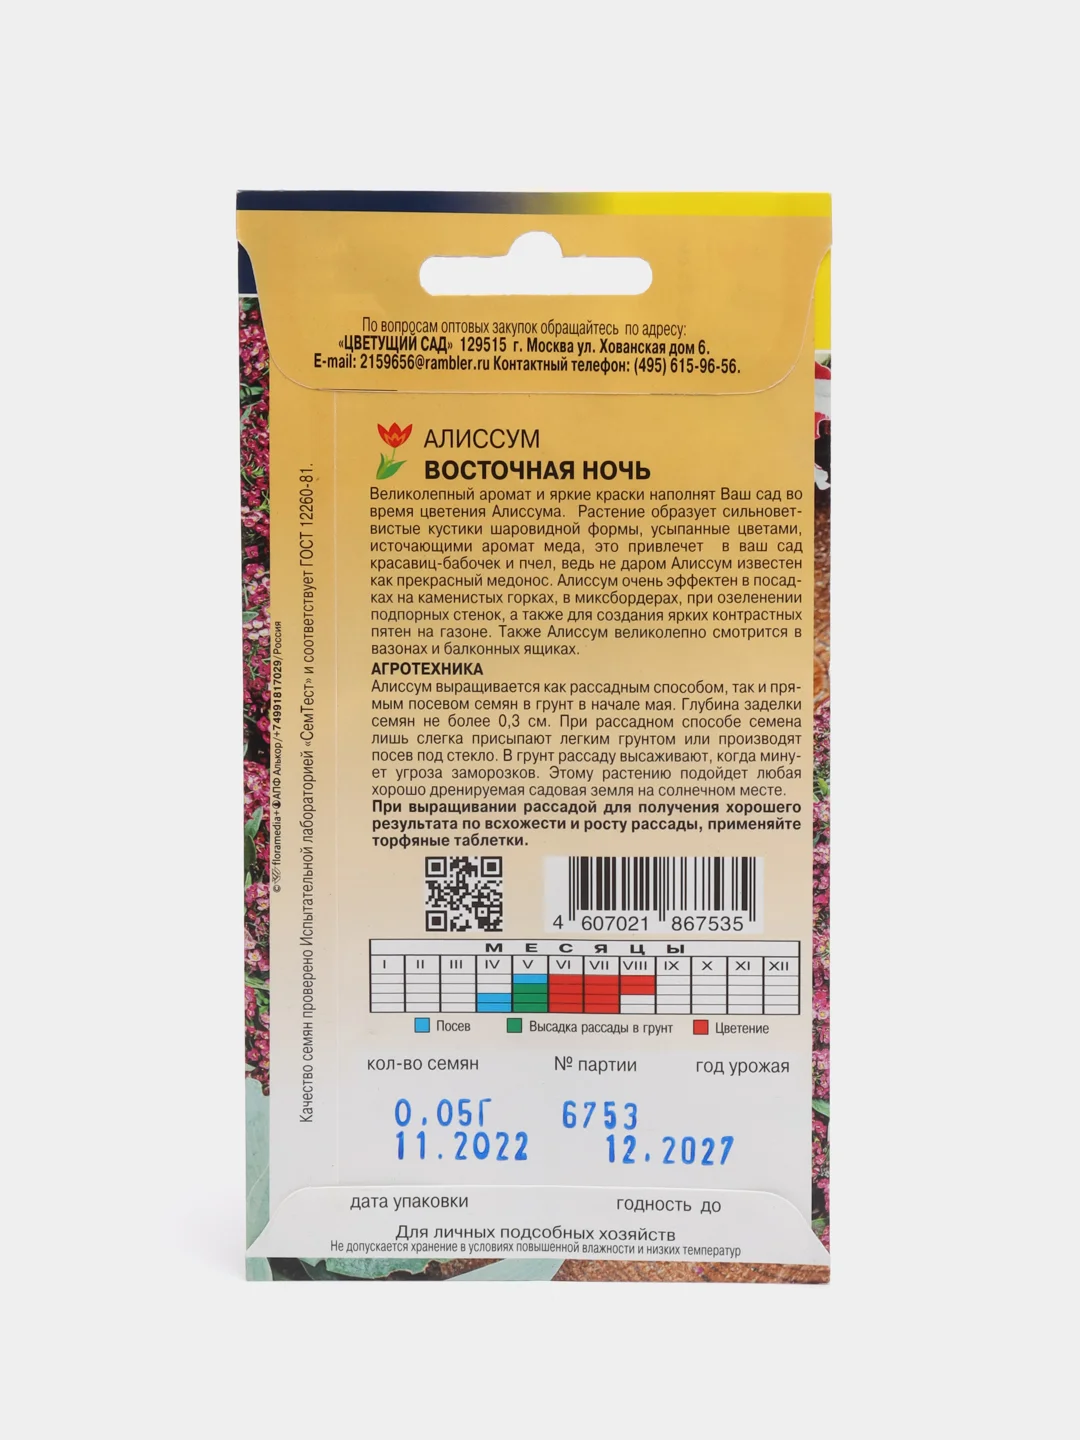 По вопросам оптовых закупок обращайтесь по адресу:
«ЦВЕТУЩИЙ САД» 129515 г. Москва ул. Хованская дом 6.
E-mail: 2159656@rambler.ru Контактный телефон: (495) 615-96-56.
АЛИССУМ
ВОСТОЧНАЯ НОЧЬ
Великолепный аромат и яркие краски наполнят Ваш сад во
время цветения Алиссума. Растение образует сильновет-
вистые кустики шаровидной формы, усыпанные цветами,
источающими аромат меда, это привлечет в ваш сад
красавиц-бабочек и пчел, ведь не даром Алиссум известен
как прекрасный медонос. Алиссум очень эффектен в посад-
ках на каменистых горках, в миксбордерах, при озеленении
подпорных стенок, а также для создания ярких контрастных
пятен на газоне. Также Алиссум великолепно смотрится в
вазонах и балконных ящиках.
АГРОТЕХНИКА
Алиссум выращивается как рассадным способом, так и пря-
мым посевом семян в грунт в начале мая. Глубина заделки
семян не более 0,3 см. При рассадном способе семена
лишь слегка присыпают легким грунтом или производят
посев под стекло. В грунт рассаду высаживают, когда мину-
ет угроза заморозков. Этому растению подойдет любая
хорошо дренируемая садовая земля на солнечном месте.
При выращивании рассадой для получения хорошего
результата по всхожести и росту рассады, применяйте
торфяные таблетки.
4 607021 867535
МЕСЯЦЫ
I II III IV V VI VII VIII IX X XI XII
Посев Высадка рассады в грунт Цветение
кол-во семян № партии год урожая
0.05Г 6753
11.2022 12.2027
дата упаковки годность до
Для личных подсобных хозяйств
Не допускается хранение в условиях повышенной влажности и низких температур
Качество семян проверено Испытательной лабораторией «СемТест» и соответствует ГОСТ 12260-81.
© floramedia+ АПФ Алькор/+74991817029/Россия